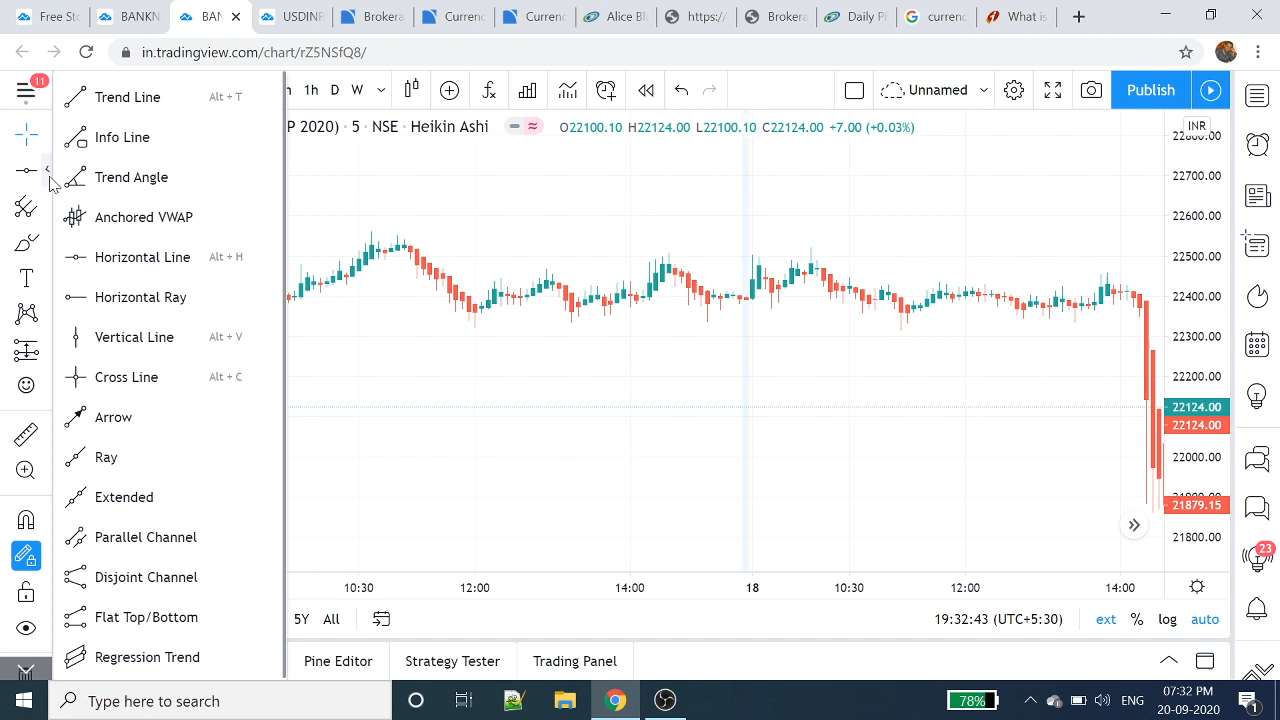 Free Sto
BANKN
BAN
USDINR
Brokera
Currenc
Currenc
Alice Bl
https:/
Broker
Daily P
currenc
What is
in.tradingview.com/chart/rZ5NSfQ8/
11
1h D W
Unnamed
Publish
Trend Line Alt + T
Info Line
Trend Angle
Anchored VWAP
Horizontal Line Alt + H
Horizontal Ray
Vertical Line Alt + V
Cross Line Alt + C
Arrow
Ray
Extended
Parallel Channel
Disjoint Channel
Flat Top/Bottom
Regression Trend
P 2020) · 5 · NSE · Heikin Ashi O22100.10 H22124.00 L22100.10 C22124.00 +7.00 (+0.03%)
INR
22800.00
22700.00
22600.00
22500.00
22400.00
22300.00
22200.00
22124.00
22124.00
22000.00
21879.15
21800.00
10:30 12:00 14:00 18 10:30 12:00 14:00
5Y All 19:32:43 (UTC+5:30) ext % log auto
23
Pine Editor Strategy Tester Trading Panel
Type here to search
78%
ENG
07:32 PM
20-09-2020
1